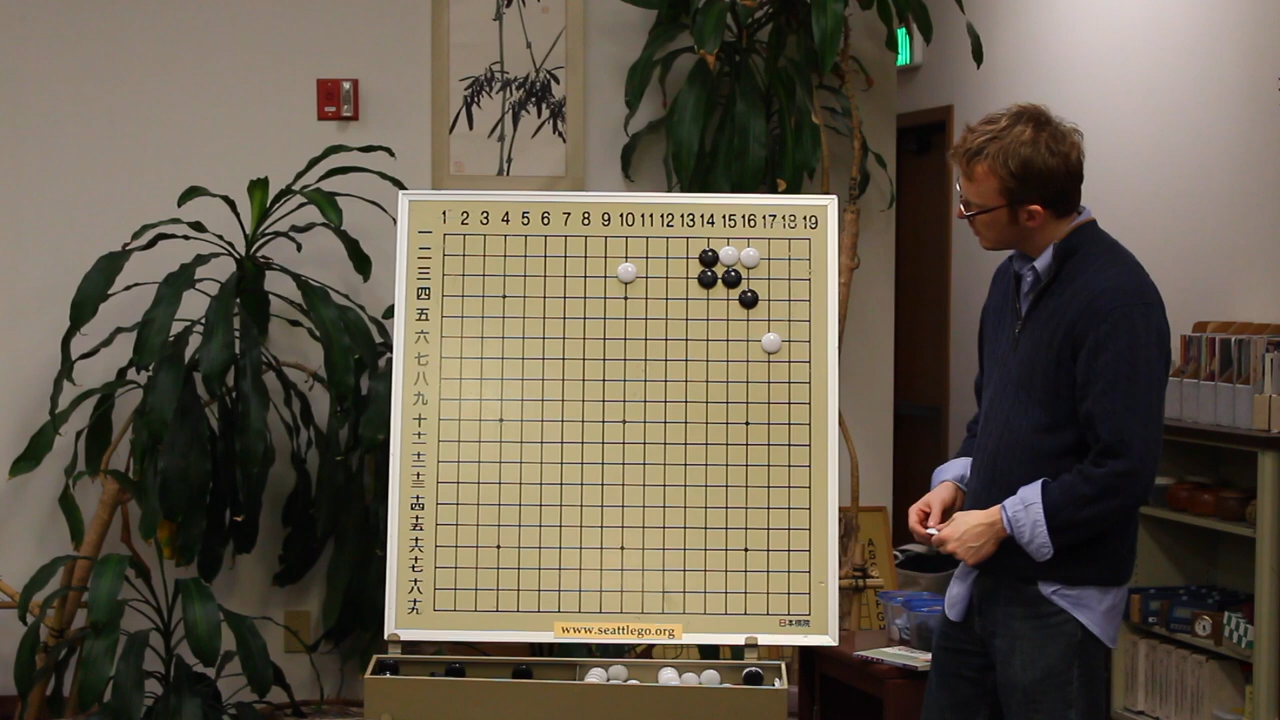 1 2 3 4 5 6 7 8 9 10 11 12 13 14 15 16 17 18 19
一
二
三
四
五
六
七
八
九
十
十一
十二
十三
十四
十五
十六
十七
十八
十九
日本棋院
www.seattlego.org